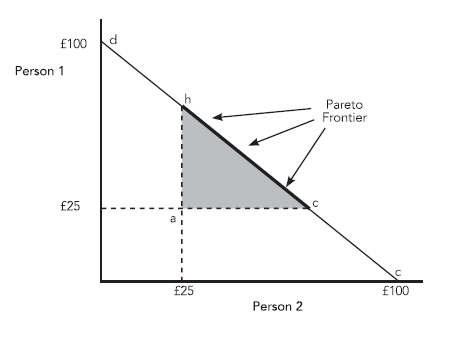 £100
d
Person 1
h
Pareto
Frontier
£25
c
a
c
£25
£100
Person 2